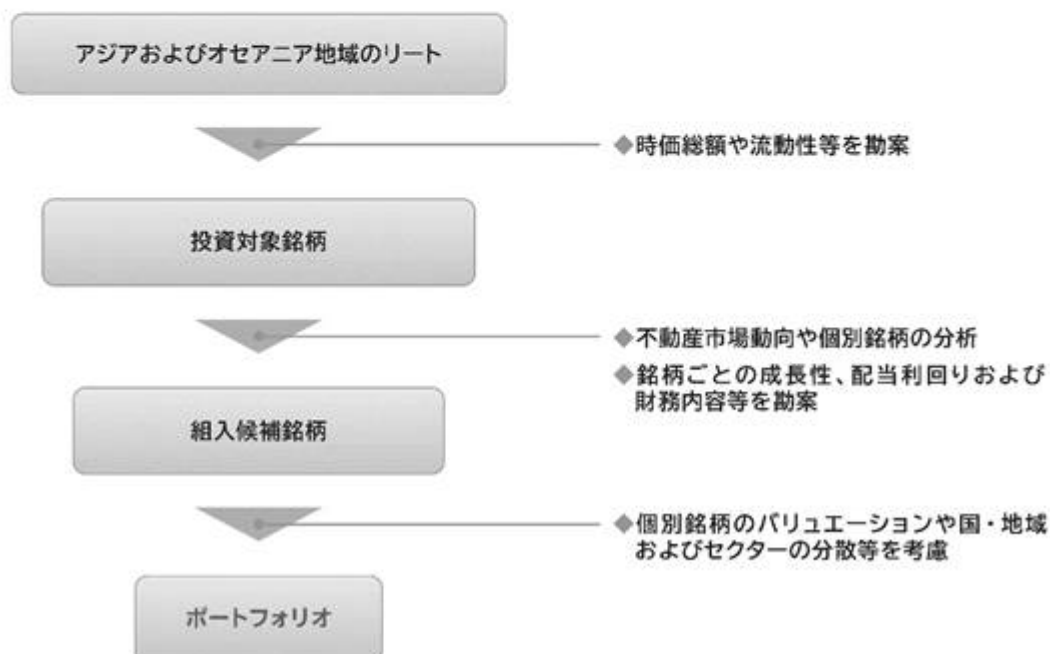 アジアおよびオセアニア地域のリート
◆時価総額や流動性等を勘案
投資対象銘柄
◆不動産市場動向や個別銘柄の分析
◆銘柄ごとの成長性、配当利回りおよび
財務内容等を勘案
組入候補銘柄
◆個別銘柄のバリュエーションや国・地域
およびセクターの分散等を考慮
ポートフォリオ